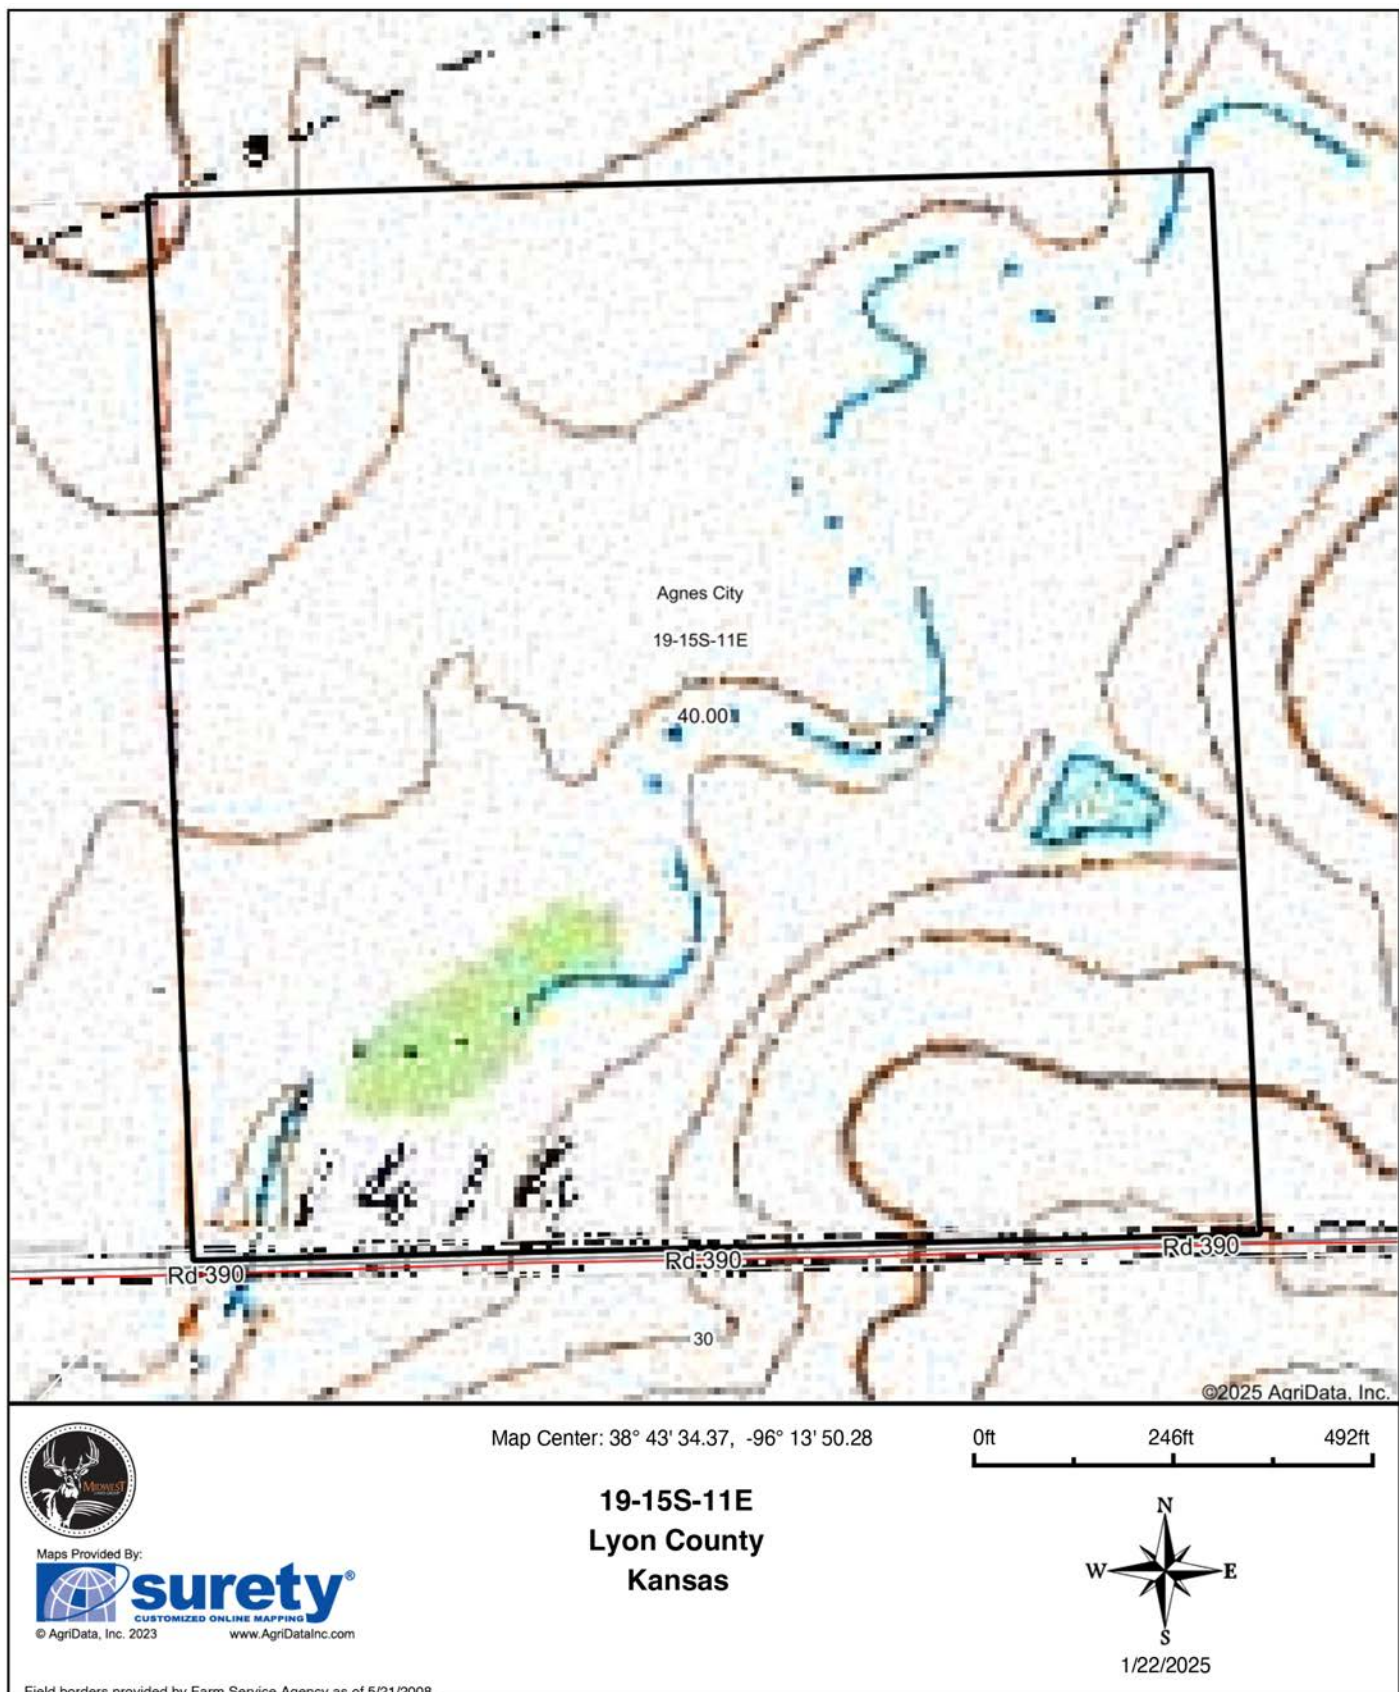 Agnes City
19-15S-11E
40.00
Rd 390
Rd 390
Rd 390
30
©2025 AgriData, Inc.
Map Center: 38° 43' 34.37, -96° 13' 50.28
0ft 246ft 492ft
19-15S-11E
Lyon County
Kansas
MIDWEST
Maps Provided By:
surety®
CUSTOMIZED ONLINE MAPPING
© AgriData, Inc. 2023 www.AgriDataInc.com
N
W E
S
1/22/2025
Field borders provided by Farm Service Agency as of 5/21/2008.